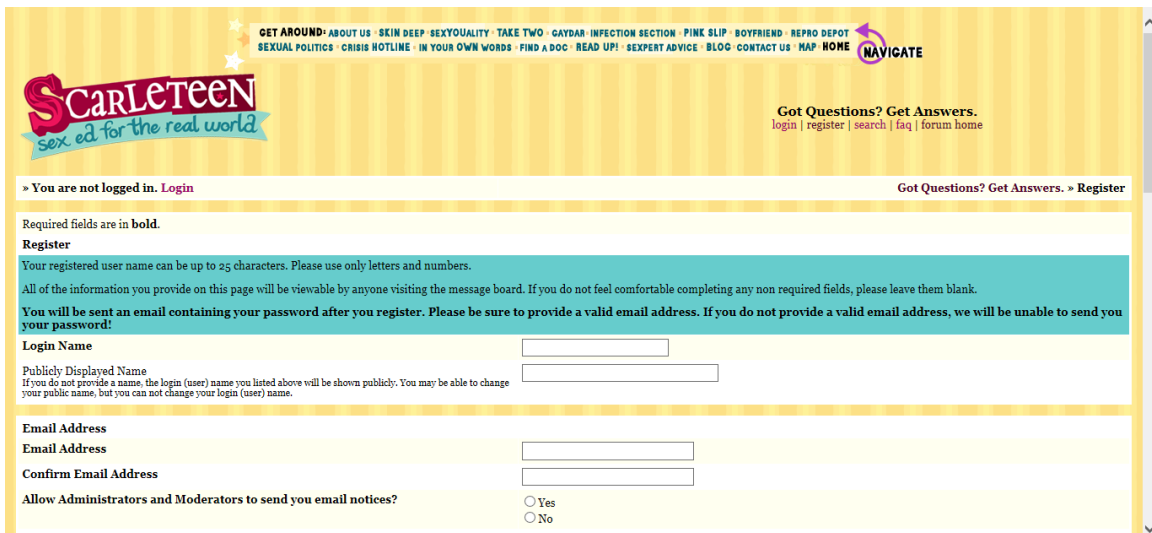 GET AROUND: ABOUT US · SKIN DEEP · SEXYOUALITY · TAKE TWO · GAYDAR · INFECTION SECTION · PINK SLIP · BOYFRIEND · REPRO DEPOT
SEXUAL POLITICS · CRISIS HOTLINE · IN YOUR OWN WORDS · FIND A DOC · READ UP! · SEXPERT ADVICE · BLOG · CONTACT US · MAP · HOME
NAVIGATE
SCARLETEEN
sex ed for the real world
Got Questions? Get Answers.
login | register | search | faq | forum home
» You are not logged in. Login
Got Questions? Get Answers. » Register
Required fields are in bold.
Register
Your registered user name can be up to 25 characters. Please use only letters and numbers.
All of the information you provide on this page will be viewable by anyone visiting the message board. If you do not feel comfortable completing any non required fields, please leave them blank.
You will be sent an email containing your password after you register. Please be sure to provide a valid email address. If you do not provide a valid email address, we will be unable to send you
your password!
Login Name
Publicly Displayed Name
If you do not provide a name, the login (user) name you listed above will be shown publicly. You may be able to change
your public name, but you can not change your login (user) name.
Email Address
Email Address
Confirm Email Address
Allow Administrators and Moderators to send you email notices?
Yes
No